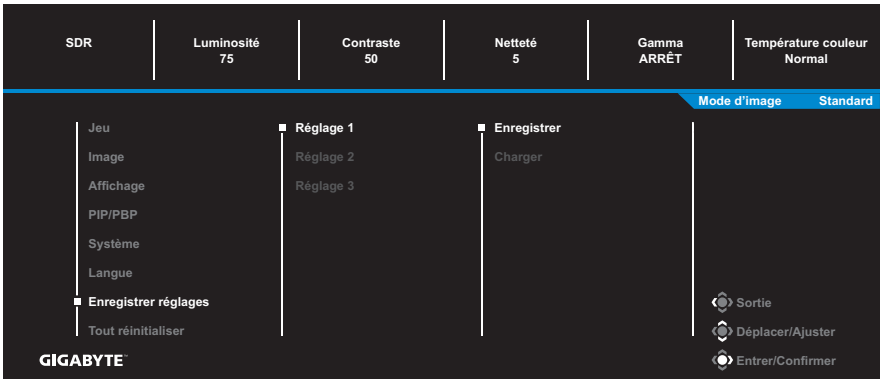 SDR
Luminosité
75
Contraste
50
Netteté
5
Gamma
ARRÊT
Température couleur
Normal
Mode d'image Standard
Jeu
Image
Affichage
PIP/PBP
Système
Langue
Enregistrer réglages
Tout réinitialiser
Réglage 1
Réglage 2
Réglage 3
Enregistrer
Charger
Sortie
Déplacer/Ajuster
Entrer/Confirmer
GIGABYTE™